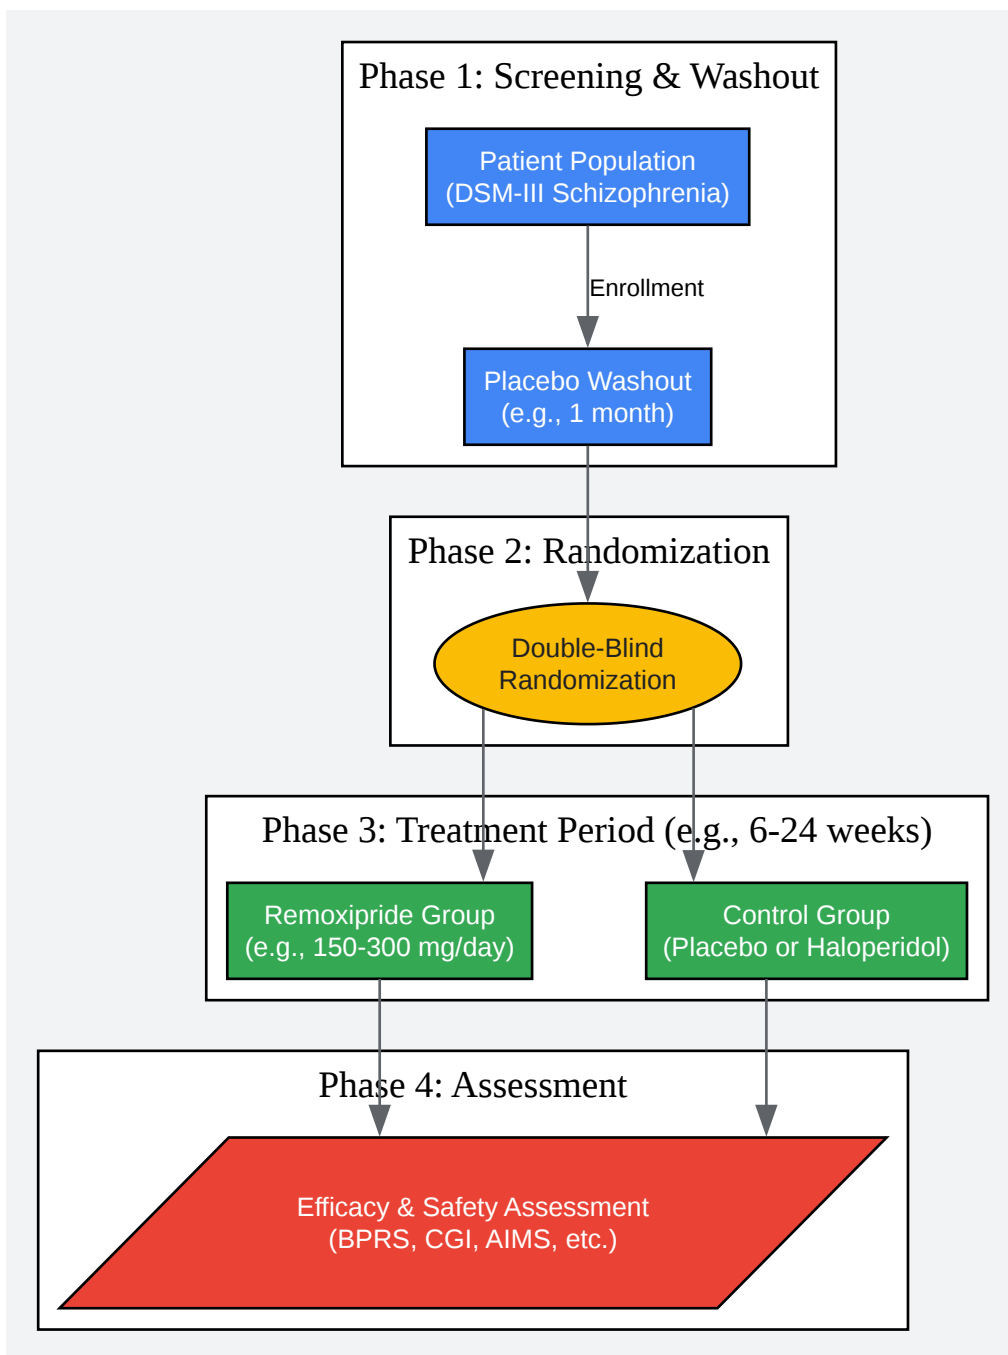 Phase 1: Screening & Washout
Patient Population
(DSM-III Schizophrenia)
Enrollment
Placebo Washout
(e.g., 1 month)
Phase 2: Randomization
Double-Blind
Randomization
Phase 3: Treatment Period (e.g., 6-24 weeks)
Remoxipride Group
(e.g., 150-300 mg/day)
Control Group
(Placebo or Haloperidol)
Phase 4: Assessment
Efficacy & Safety Assessment
(BPRS, CGI, AIMS, etc.)